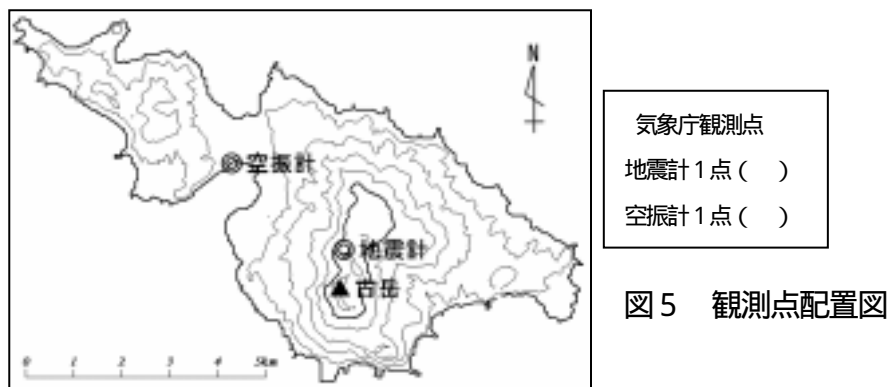 N
空振計
地震計
古岳
0 1 2 3 4 5km
気象庁観測点
地震計1点( )
空振計1点( )
図5 観測点配置図